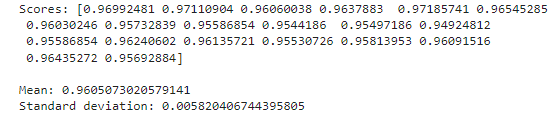 Scores: [0.96992481 0.97110904 0.96060038 0.9637883  0.97185741 0.96545285
 0.96030246 0.95732839 0.95586854 0.9544186  0.95497186 0.94924812
 0.95586854 0.96240602 0.96135721 0.95530726 0.95813953 0.96091516
 0.96435272 0.95692884]
Mean: 0.9605073020579141
Standard deviation: 0.005820406744395805